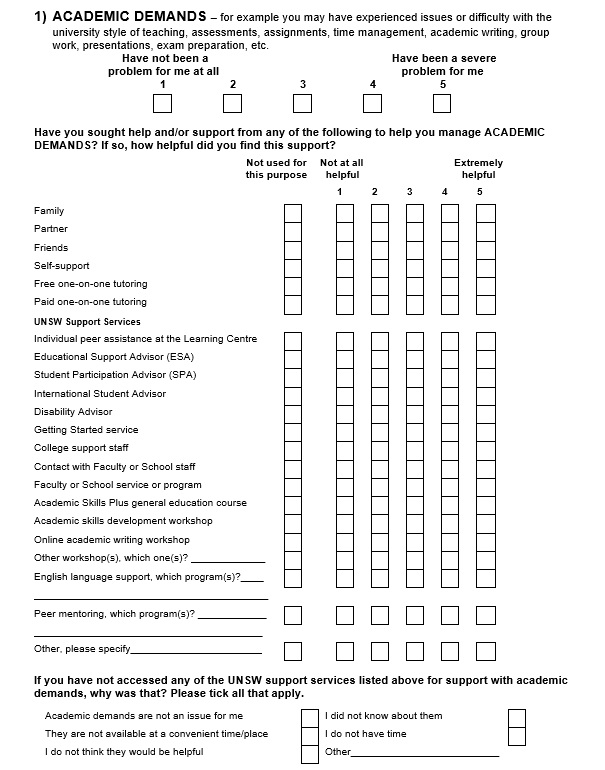 1) ACADEMIC DEMANDS – for example you may have experienced issues or difficulty with the
university style of teaching, assessments, assignments, time management, academic writing, group
work, presentations, exam preparation, etc.
Have not been a Have been a severe
problem for me at all problem for me
1 2 3 4 5
Have you sought help and/or support from any of the following to help you manage ACADEMIC
DEMANDS? If so, how helpful did you find this support?
Not used for Not at all Extremely
this purpose helpful helpful
1 2 3 4 5
Family
Partner
Friends
Self-support
Free one-on-one tutoring
Paid one-on-one tutoring
UNSW Support Services
Individual peer assistance at the Learning Centre
Educational Support Advisor (ESA)
Student Participation Advisor (SPA)
International Student Advisor
Disability Advisor
Getting Started service
College support staff
Contact with Faculty or School staff
Faculty or School service or program
Academic Skills Plus general education course
Academic skills development workshop
Online academic writing workshop
Other workshop(s), which one(s)? ______________
English language support, which program(s)?____
Peer mentoring, which program(s)? _____________
Other, please specify_________________________
If you have not accessed any of the UNSW support services listed above for support with academic
demands, why was that? Please tick all that apply.
Academic demands are not an issue for me I did not know about them
They are not available at a convenient time/place I do not have time
I do not think they would be helpful Other____________________________